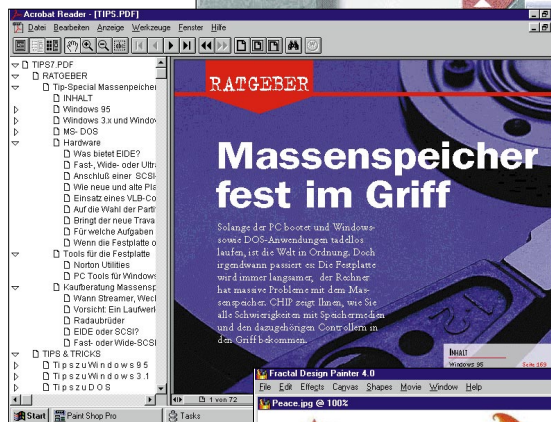 Acrobat Reader - [TIPS.PDF]
Datei Bearbeiten Anzeige Werkzeuge Fenster Hilfe
TIPS7.PDF
RATGEBER
Tip-Special Massenpeicher
INHALT
Windows 95
Windows 3.x und Window
MS-DOS
Hardware
Was bietet EIDE?
Fast-, Wide- oder Ultra
Anschluß einer SCSI-
Wie neue und alte Pla
Einsatz eines VLB-Co
Auf die Wahl der Parti
Bringt der neue Trava
Für welche Aufgaben
Wenn die Festplatte o
Tools für die Festplatte
Norton Utilities
PC Tools für Windows
Kaufberatung Massensp
Wann Streamer, Wecl
Vorsicht: Ein Laufwerk
Radaubrüder
EIDE oder SCSI?
Fast- oder Wide-SCSI
TIPS & TRICKS
Tips zu Windows 95
Tips zu Windows 3.1
Tips zu DOS
RATGEBER
Massenspeicher
fest im Griff
Solange der PC bootet und Windows-
sowie DOS-Anwendungen tadellos
laufen, ist die Welt in Ordnung. Doch
irgendwann passiert es: Die Festplatte
wird immer langsamer, der Rechner
hat massive Probleme mit dem Mas-
senspeicher. CHIP zeigt Ihnen, wie Sie
alle Schwierigkeiten mit Speichermedien
und den dazugehörigen Controllern in
den Griff bekommen.
INHALT
Windows 95 Seite 169
1 von 72
Fractal Design Painter 4.0
File Edit Effects Canvas Shapes Movie Window Help
Peace.jpg @ 100%
Start Paint Shop Pro Tasks